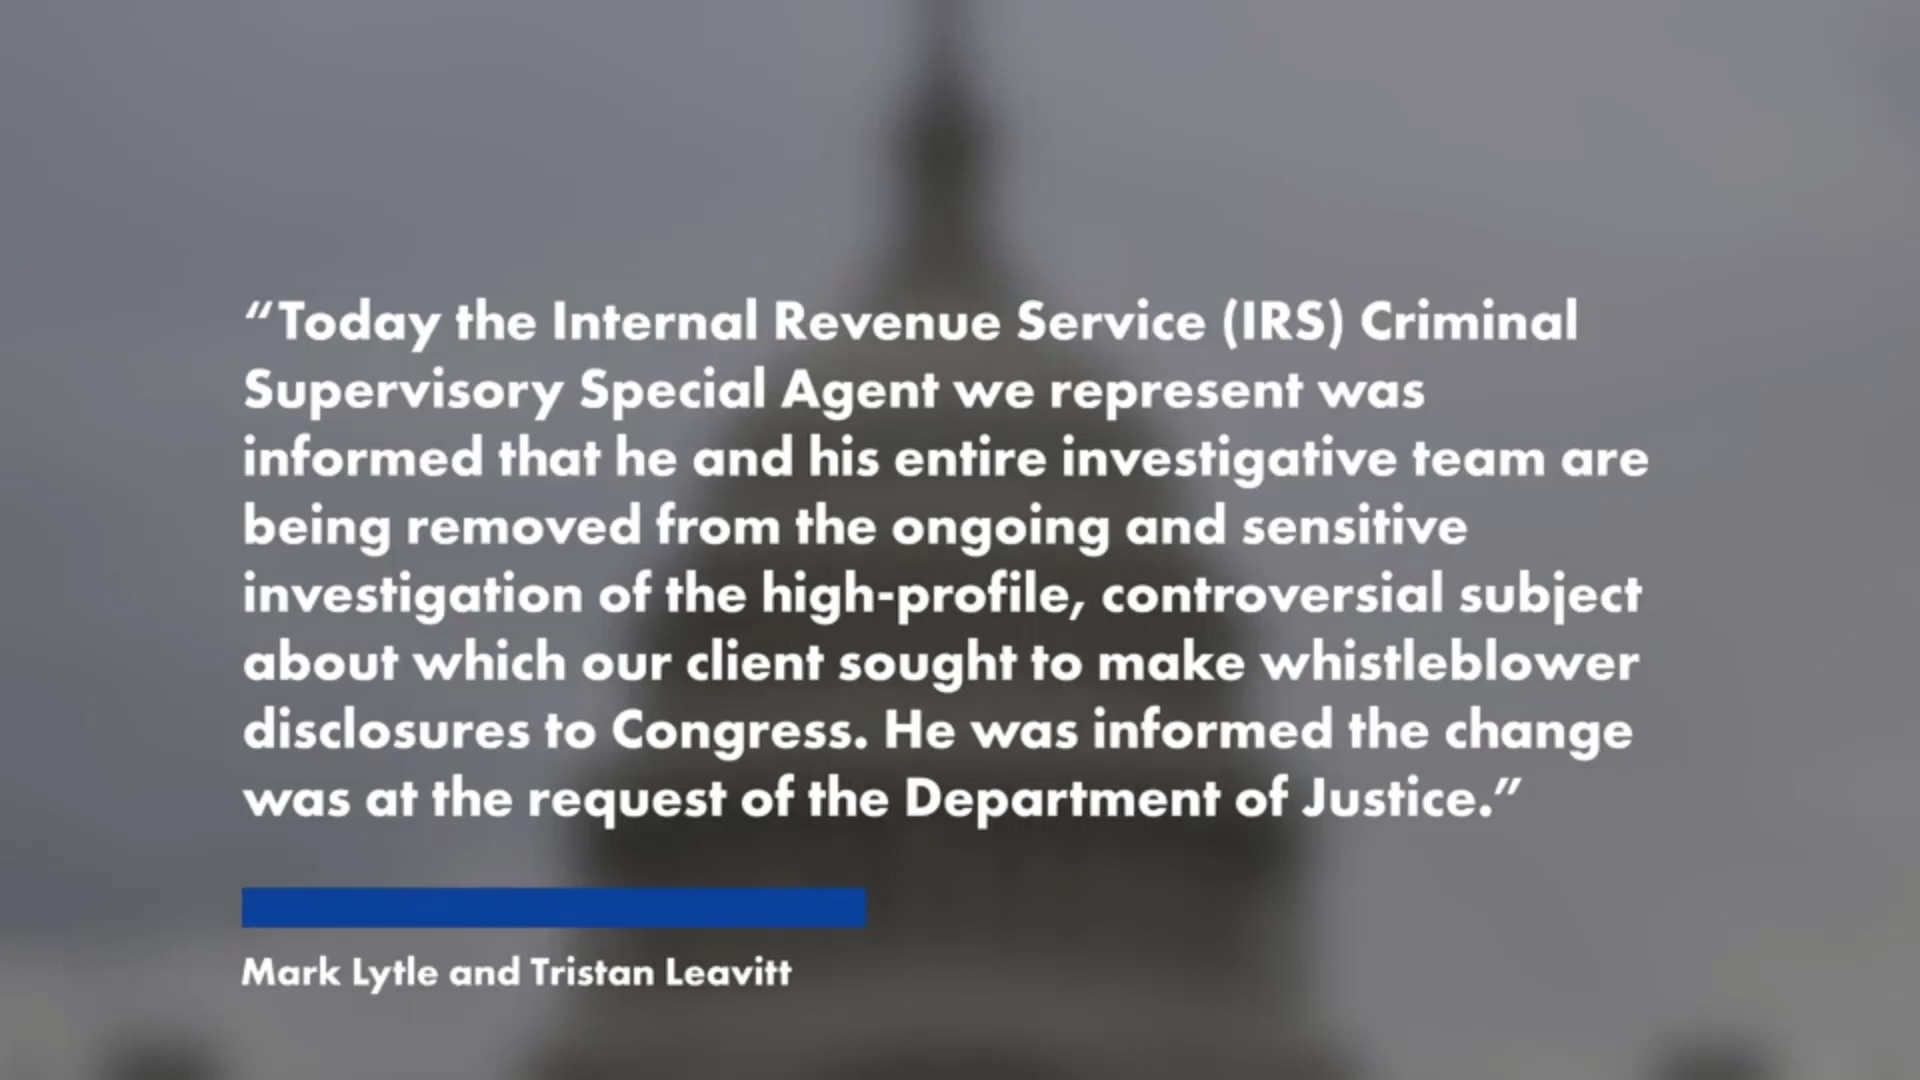 “Today the Internal Revenue Service (IRS) Criminal
Supervisory Special Agent we represent was
informed that he and his entire investigative team are
being removed from the ongoing and sensitive
investigation of the high-profile, controversial subject
about which our client sought to make whistleblower
disclosures to Congress. He was informed the change
was at the request of the Department of Justice.”
Mark Lytle and Tristan Leavitt